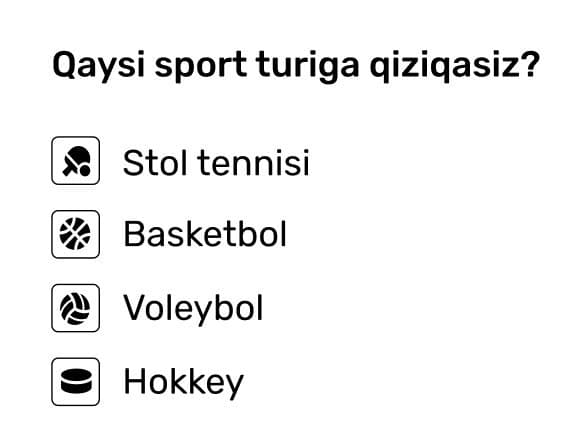 Qaysi sport turiga qiziqasiz?
Stol tennisi
Basketbol
Voleybol
Hokkey